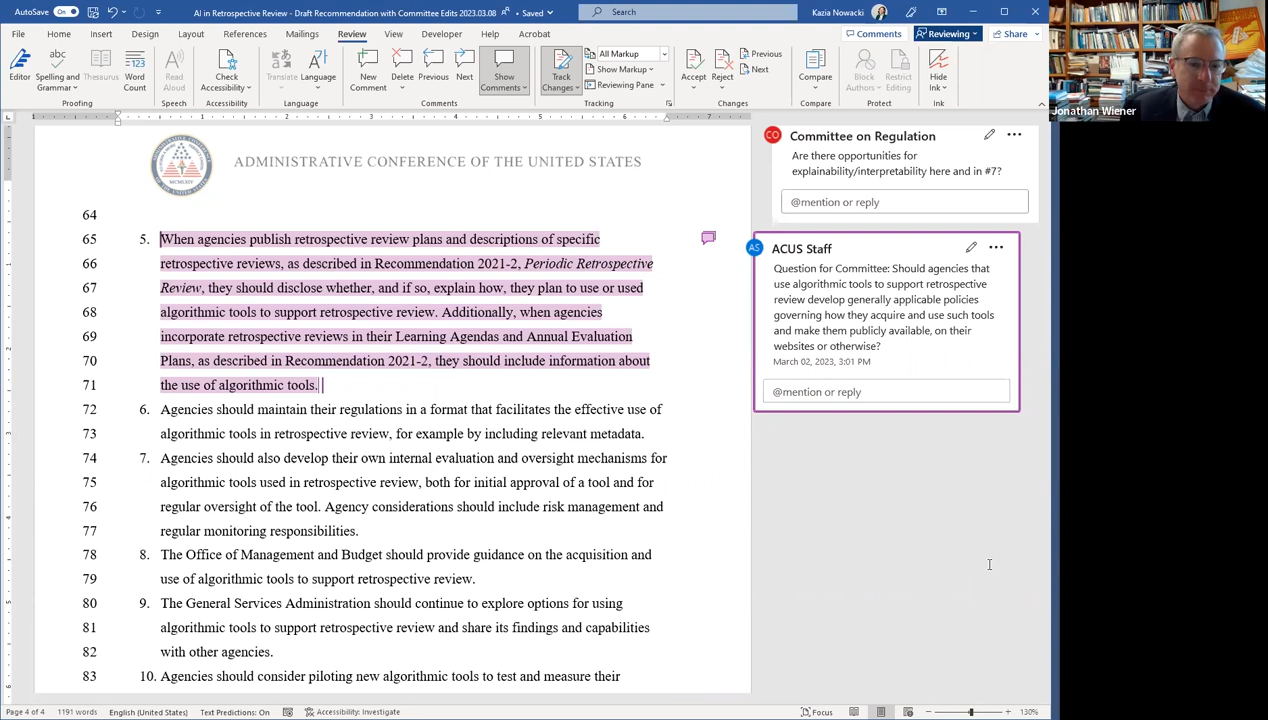 AutoSave On AI in Retrospective Review - Draft Recommendation with Committee Edits 2023.03.08 • Saved Search Kazia Nowacki
File Home Insert Draw Design Layout References Mailings Review View Developer Help Acrobat Comments Reviewing Share
Editor
Spelling and Grammar
Thesaurus
Word Count
Read Aloud
Check Accessibility
Translate
Language
New Comment
Delete
Previous
Next
Show Comments
Track Changes
All Markup
Show Markup
Reviewing Pane
Accept
Reject
Previous
Next
Compare
Block Authors
Restrict Editing
Hide Ink
Proofing Speech Accessibility Language Comments Tracking Changes Compare Protect Ink
1 2 3 4 5 6 7
Jonathan Wiener
ADMINISTRATIVE CONFERENCE OF THE UNITED STATES
64
65 5. When agencies publish retrospective review plans and descriptions of specific
66 retrospective reviews, as described in Recommendation 2021-2, Periodic Retrospective
67 Review, they should disclose whether, and if so, explain how, they plan to use or used
68 algorithmic tools to support retrospective review. Additionally, when agencies
69 incorporate retrospective reviews in their Learning Agendas and Annual Evaluation
70 Plans, as described in Recommendation 2021-2, they should include information about
71 the use of algorithmic tools.
72 6. Agencies should maintain their regulations in a format that facilitates the effective use of
73 algorithmic tools in retrospective review, for example by including relevant metadata.
74 7. Agencies should also develop their own internal evaluation and oversight mechanisms for
75 algorithmic tools used in retrospective review, both for initial approval of a tool and for
76 regular oversight of the tool. Agency considerations should include risk management and
77 regular monitoring responsibilities.
78 8. The Office of Management and Budget should provide guidance on the acquisition and
79 use of algorithmic tools to support retrospective review.
80 9. The General Services Administration should continue to explore options for using
81 algorithmic tools to support retrospective review and share its findings and capabilities
82 with other agencies.
83 10. Agencies should consider piloting new algorithmic tools to test and measure their
CO Committee on Regulation
Are there opportunities for
explainability/interpretability here and in #7?
@mention or reply
AS ACUS Staff
Question for Committee: Should agencies that
use algorithmic tools to support retrospective
review develop generally applicable policies
governing how they acquire and use such tools
and make them publicly available, on their
websites or otherwise?
March 02, 2023, 3:01 PM
@mention or reply
Page 4 of 4 1191 words English (United States) Text Predictions: On Accessibility: Investigate Focus 130%